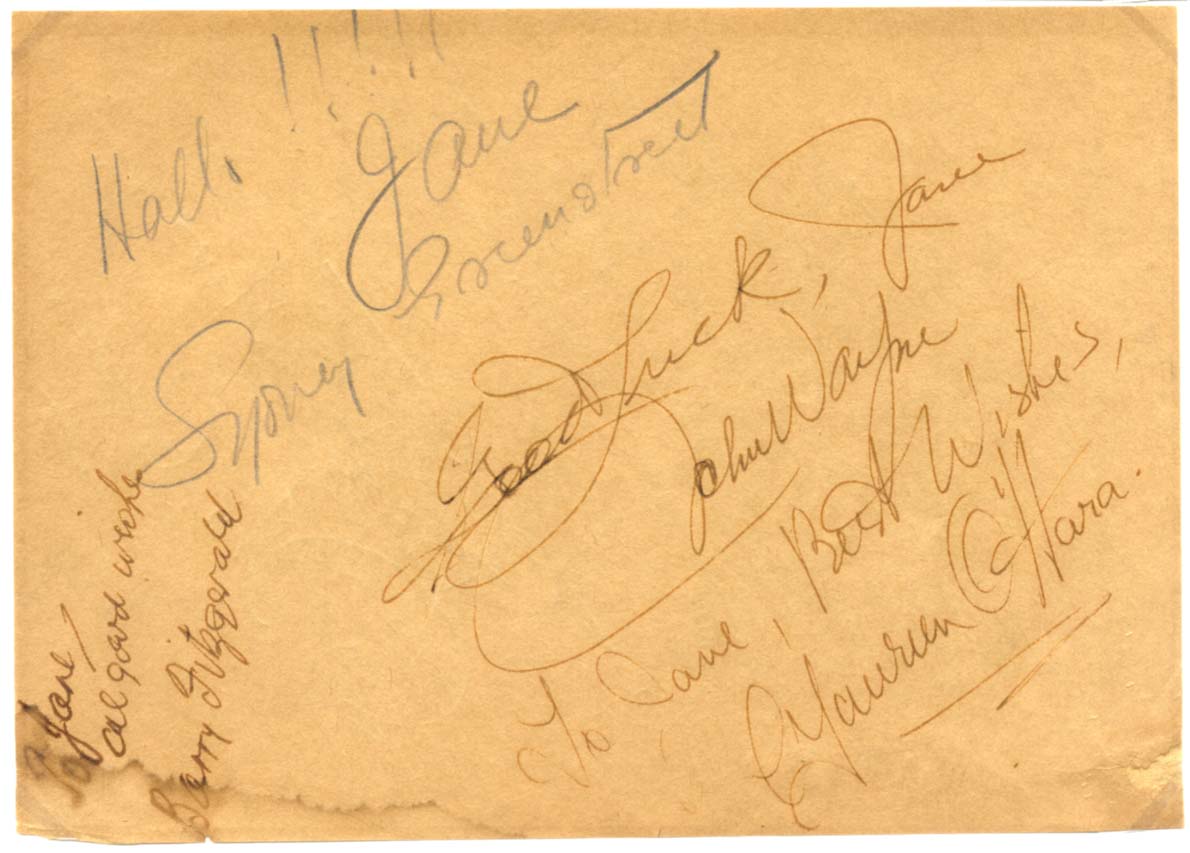 Hallo !!!!!
Jane
Sydney Greenstreet
Good Luck, Jane
John Wayne
To Jane, Best Wishes,
Maureen O'Hara.
To Jane,
all good wishes
Barry Fitzgerald